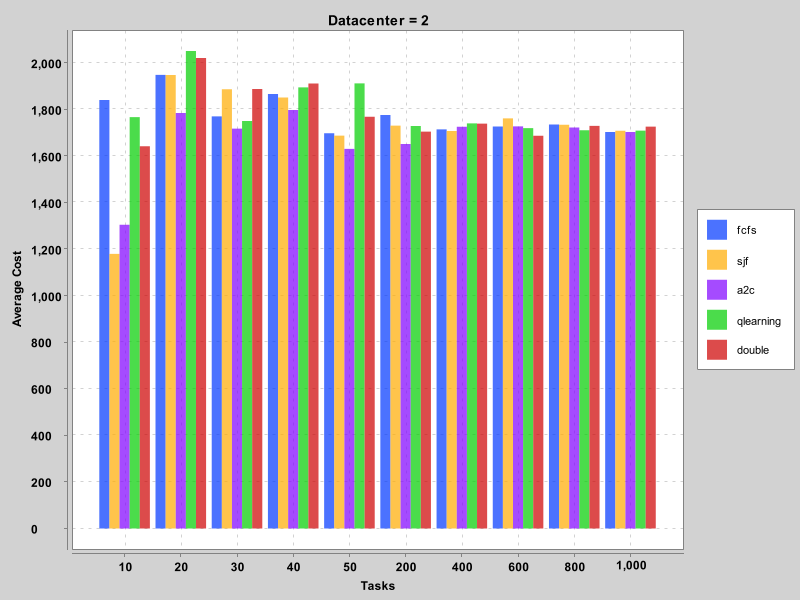 Datacenter = 2
Average Cost
2,000
1,800
1,600
1,400
1,200
1,000
800
600
400
200
0
10 20 30 40 50 200 400 600 800 1,000
Tasks
fcfs
sjf
a2c
qlearning
double